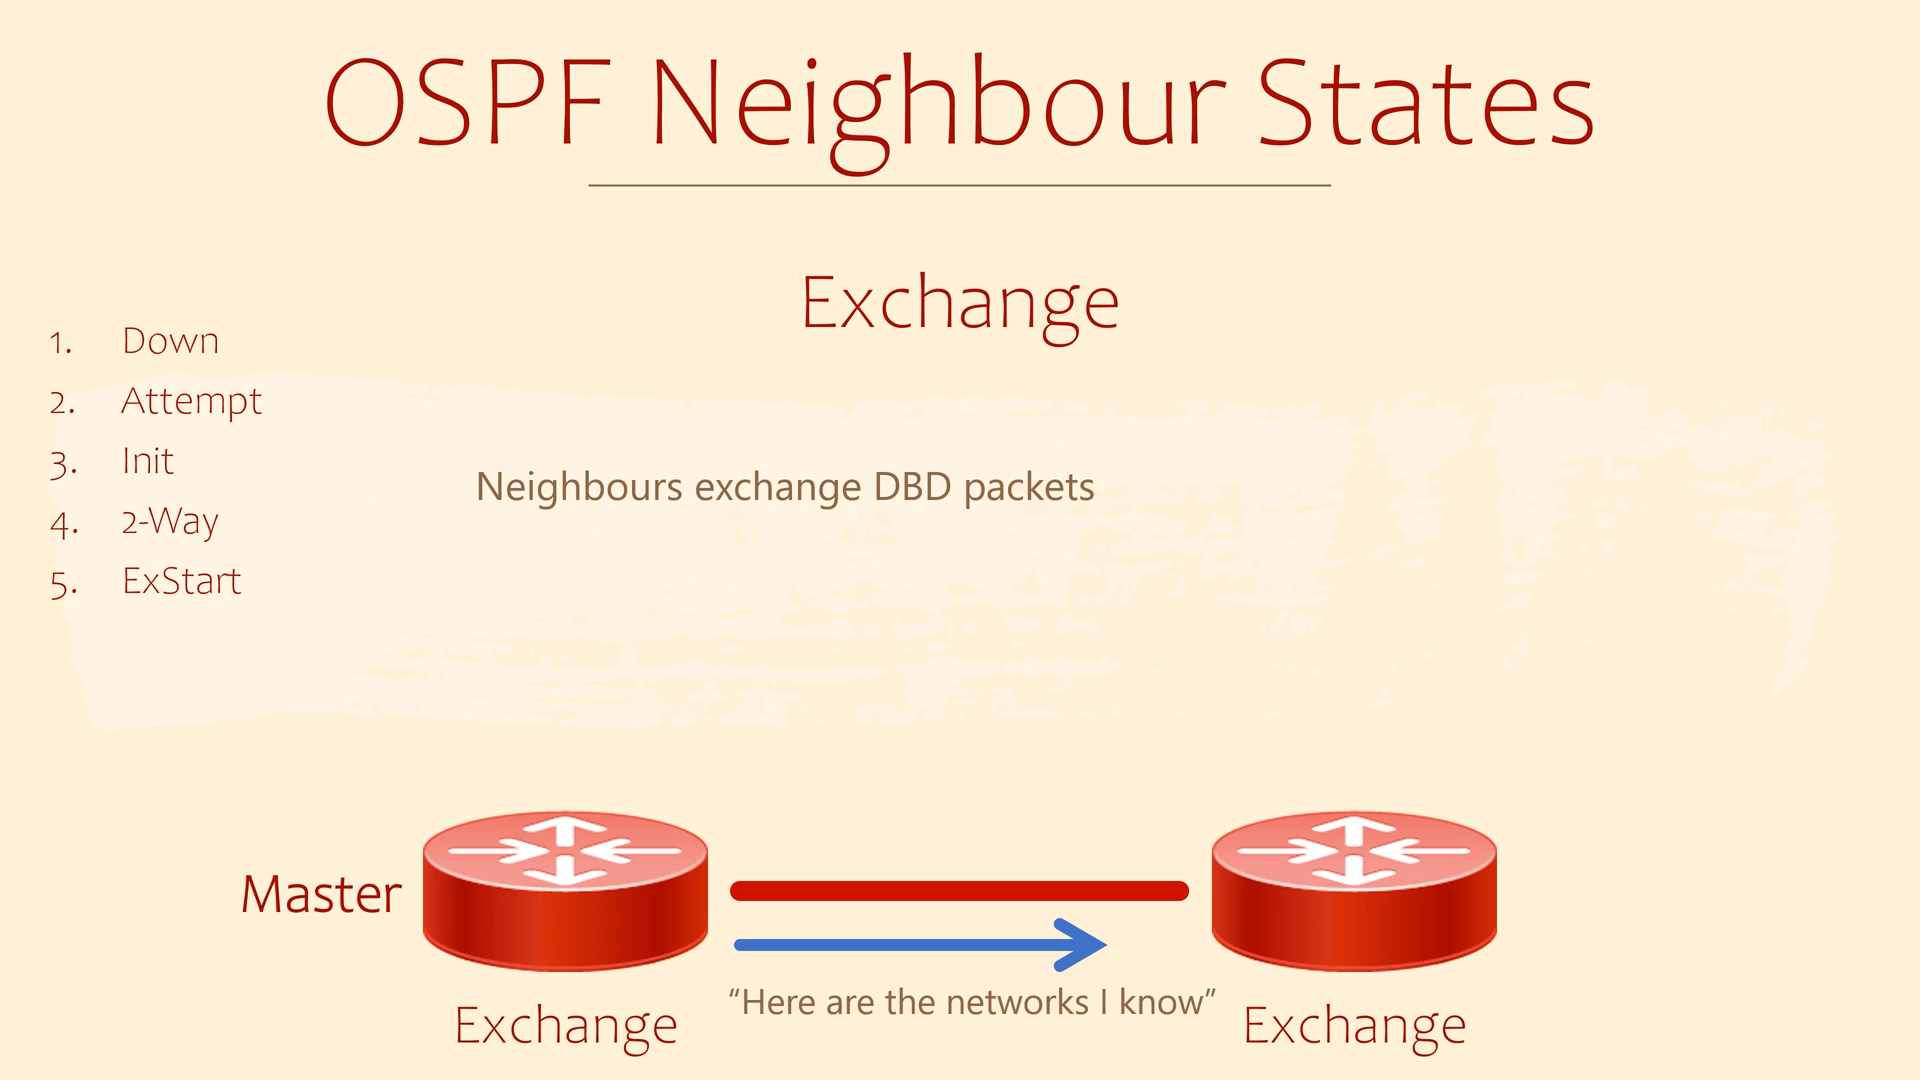 OSPF Neighbour States
Exchange
1. Down
2. Attempt
3. Init
4. 2-Way
5. ExStart
Neighbours exchange DBD packets
Master
“Here are the networks I know”
Exchange
Exchange